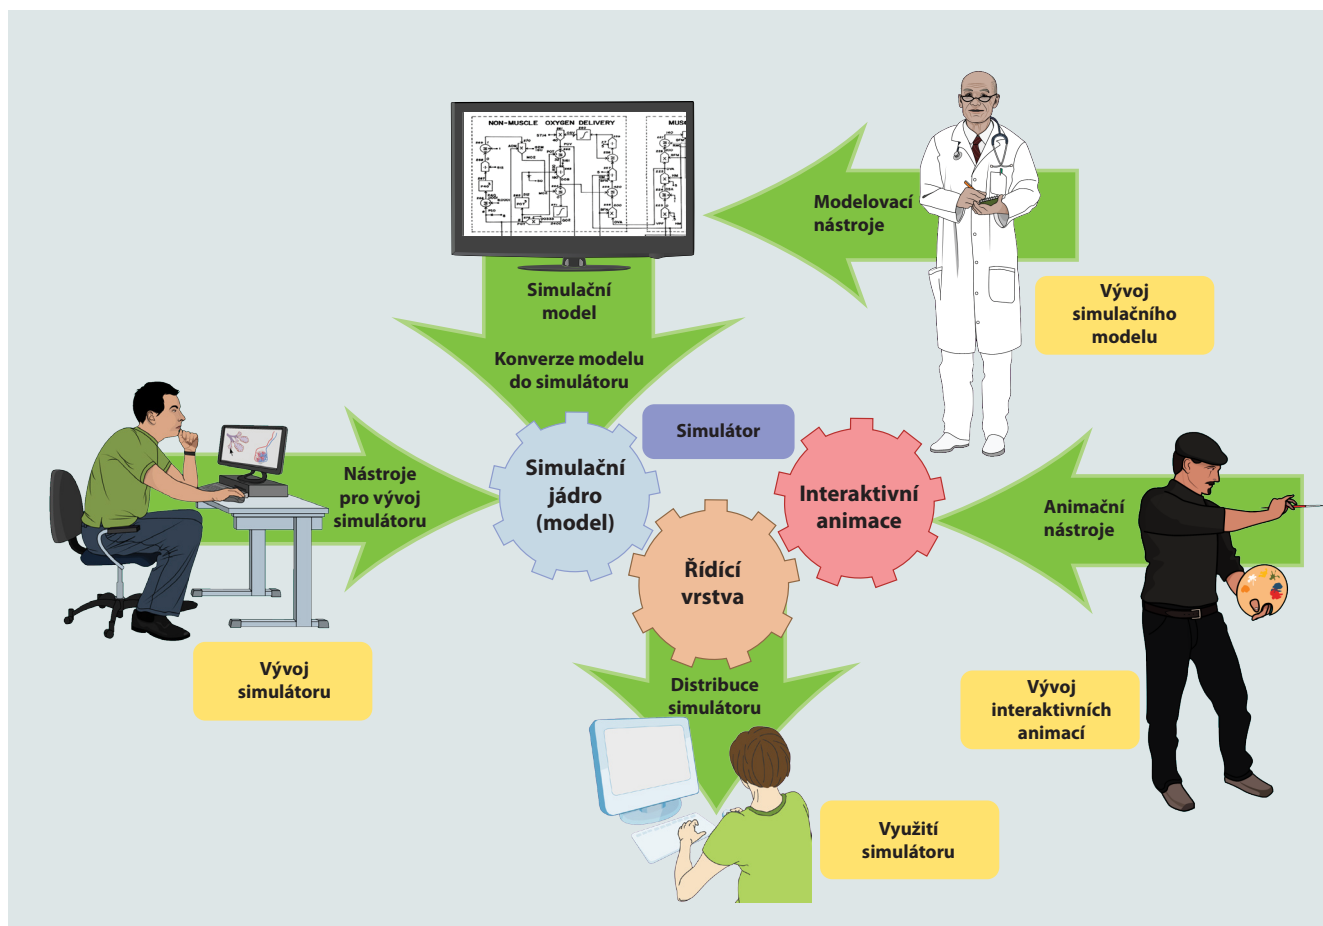 NON-MUSCLE OXYGEN DELIVERY
Modelovací
nástroje
Simulační
model
Vývoj
simulačního
modelu
Konverze modelu
do simulátoru
Simulátor
Simulační
jádro
(model)
Interaktivní
animace
Nástroje
pro vývoj
simulátoru
Animační
nástroje
Řídící
vrstva
Vývoj
simulátoru
Distribuce
simulátoru
Vývoj
interaktivních
animací
Využití
simulátoru